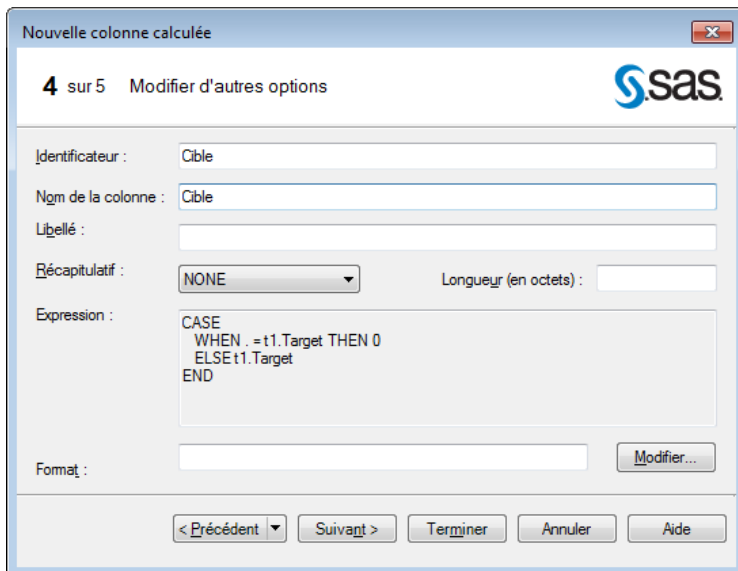 Nouvelle colonne calculée
4 sur 5 Modifier d'autres options
sas
Identificateur : Cible
Nom de la colonne : Cible
Libellé :
Récapitulatif : NONE Longueur (en octets) :
Expression :
CASE
WHEN . = t1.Target THEN 0
ELSE t1.Target
END
Format : Modifier...
< Précédent Suivant > Terminer Annuler Aide